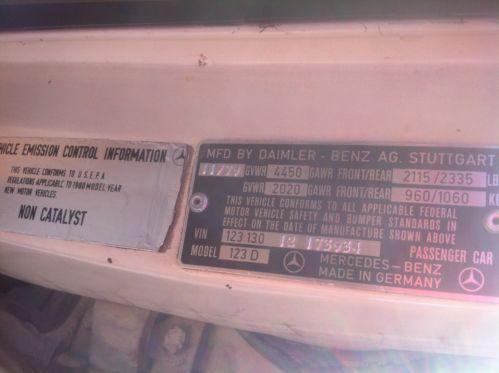 HICLE EMISSION CONTROL INFORMATION
THIS VEHICLE CONFORMS TO U.S.E.P.A.
REGULATIONS APPLICABLE TO 1980 MODEL-YEAR
NEW MOTOR VEHICLES
NON CATALYST
MFD BY DAIMLER - BENZ AG. STUTTGART
11/79 GVWR 4450 GAWR FRONT/REAR 2115/2335 LB
GVWR 2020 GAWR FRONT/REAR 960/1060 KG
THIS VEHICLE CONFORMS TO ALL APPLICABLE FEDERAL
MOTOR VEHICLE SAFETY AND BUMPER STANDARDS IN
EFFECT ON THE DATE OF MANUFACTURE SHOWN ABOVE
VIN 123 130 12 173934 PASSENGER CAR
MODEL 123 D MERCEDES-BENZ
MADE IN GERMANY